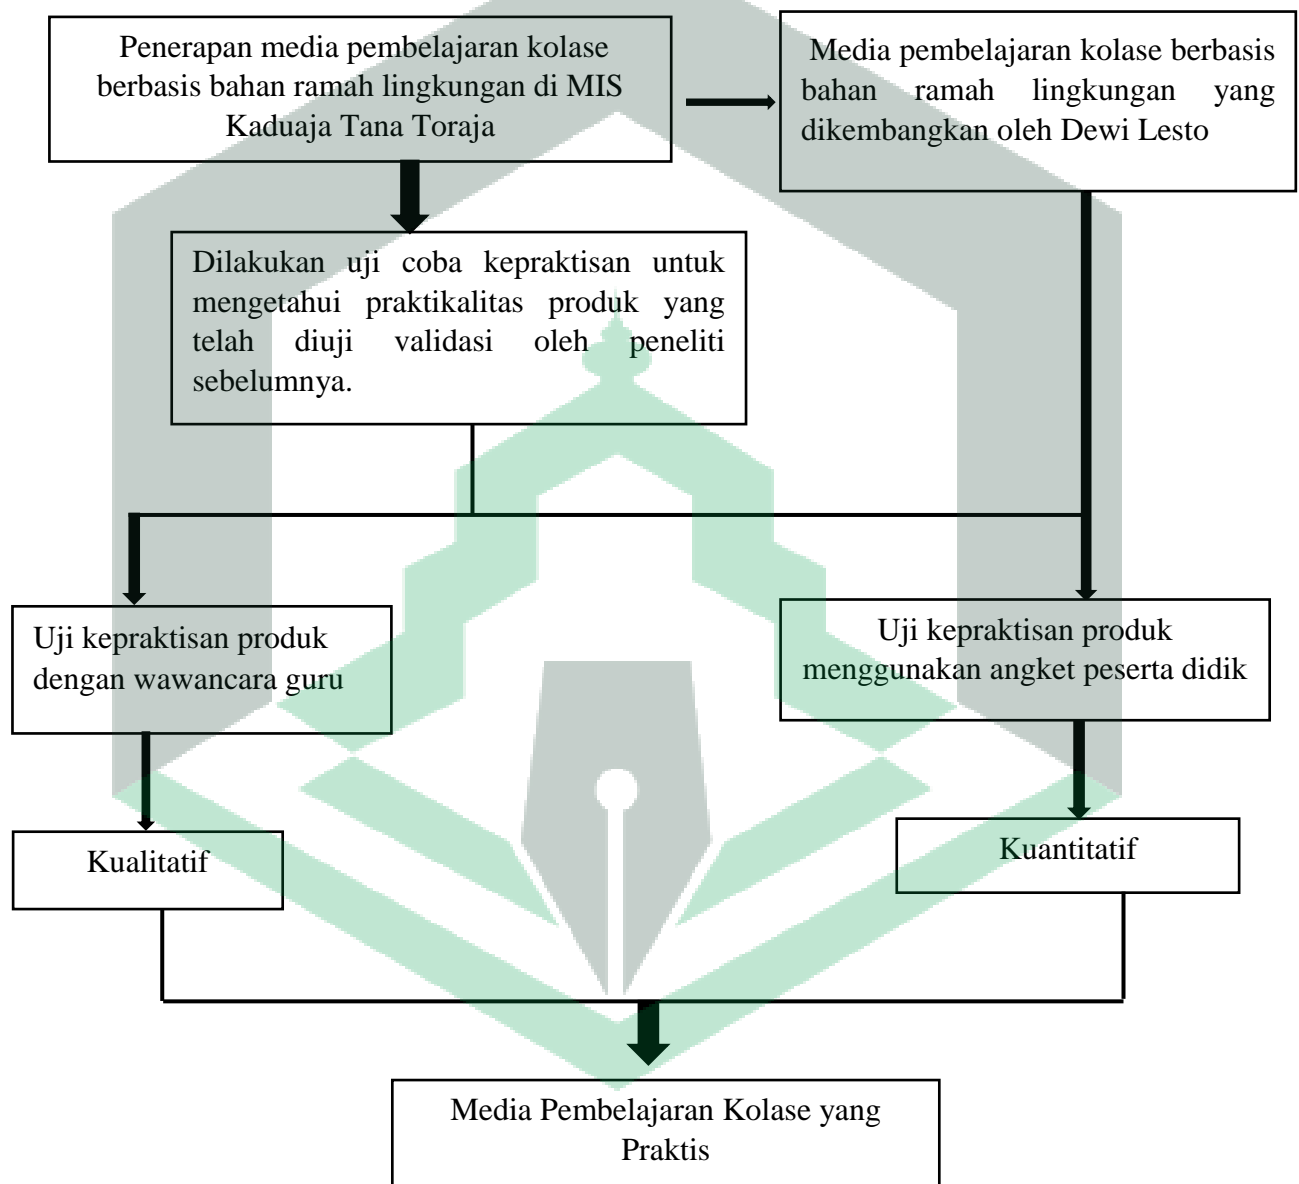 Penerapan media pembelajaran kolase
berbasis bahan ramah lingkungan di MIS
Kaduaja Tana Toraja
Media pembelajaran kolase berbasis
bahan ramah lingkungan yang
dikembangkan oleh Dewi Lesto
Dilakukan uji coba kepraktisan untuk
mengetahui praktikalitas produk yang
telah diuji validasi oleh peneliti
sebelumnya.
Uji kepraktisan produk
dengan wawancara guru
Uji kepraktisan produk
menggunakan angket peserta didik
Kualitatif
Kuantitatif
Media Pembelajaran Kolase yang
Praktis